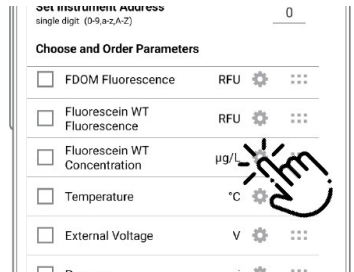 Set Instrument Address
0
single digit (0-9,a-z,A-Z)
Choose and Order Parameters
FDOM Fluorescence RFU
Fluorescein WT
Fluorescence RFU
Fluorescein WT
Concentration µg/L
Temperature °C
External Voltage V